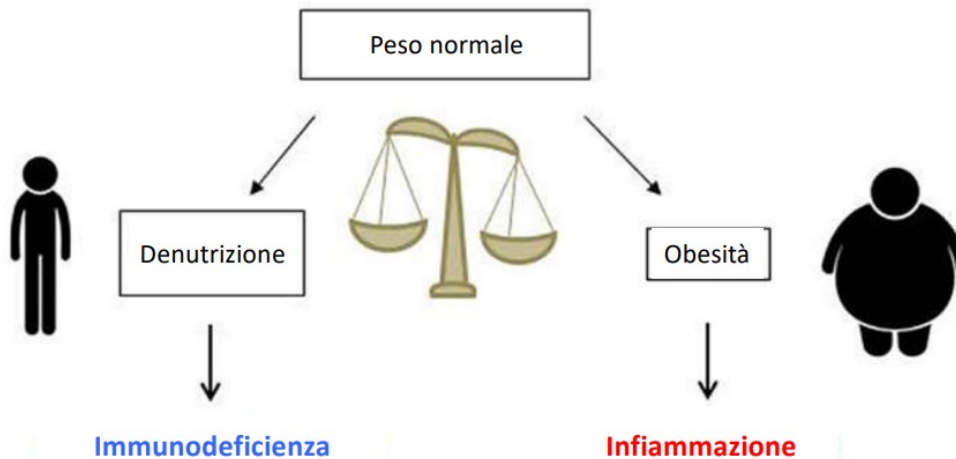 Peso normale
Denutrizione
Obesità
Immunodeficienza
Infiammazione